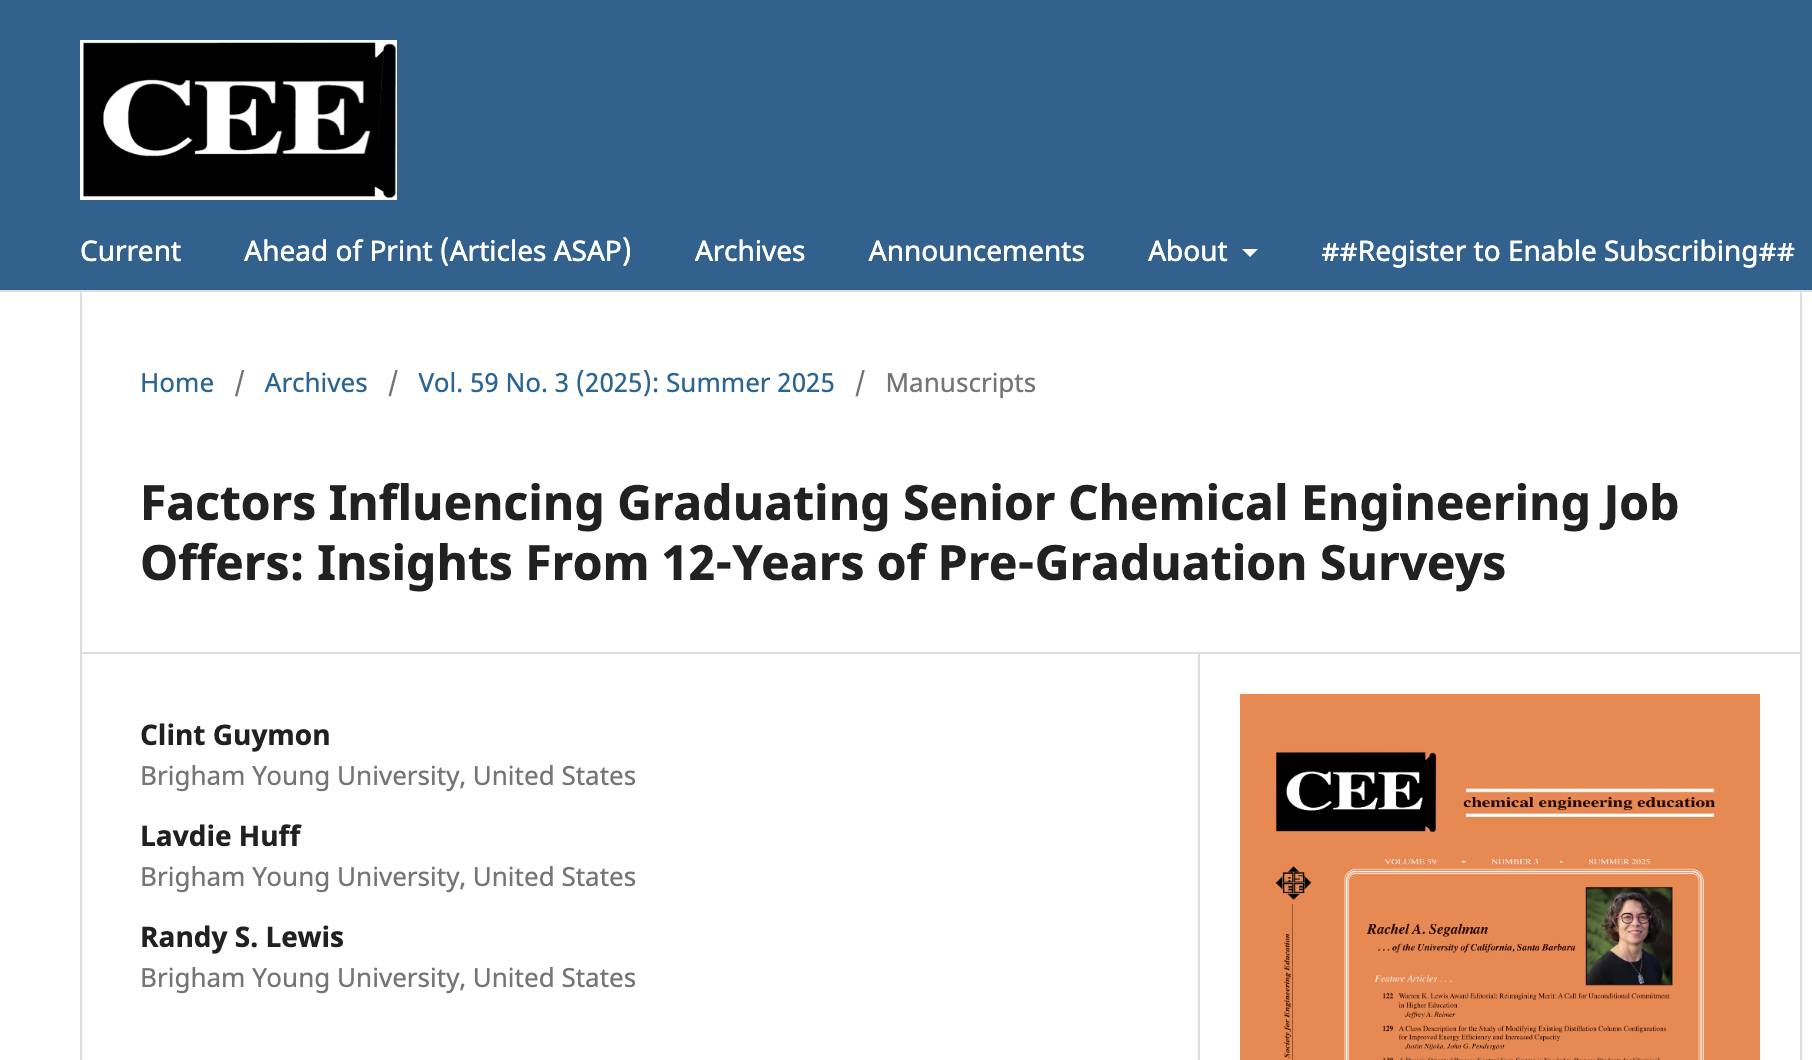 CEE
Current Ahead of Print (Articles ASAP) Archives Announcements About ##Register to Enable Subscribing##
Home / Archives / Vol. 59 No. 3 (2025): Summer 2025 / Manuscripts
Factors Influencing Graduating Senior Chemical Engineering Job
Offers: Insights From 12-Years of Pre-Graduation Surveys
Clint Guymon
Brigham Young University, United States
Lavdie Huff
Brigham Young University, United States
Randy S. Lewis
Brigham Young University, United States
CEE
chemical engineering education
VOLUME 59 • NUMBER 3 • SUMMER 2025
Rachel A. Segalman
. . . of the University of California, Santa Barbara
Feature Articles . . .
122 Warren K. Lewis Award Editorial: Reimagining Merit: A Call for Unconditional Commitment
in Higher Education
Jeffrey A. Reimer
129 A Class Description for the Study of Modifying Existing Distillation Column Configurations
for Improved Energy Efficiency and Increased Capacity
Justin Nijoka, John G. Pendergast
Society for Engineering Education